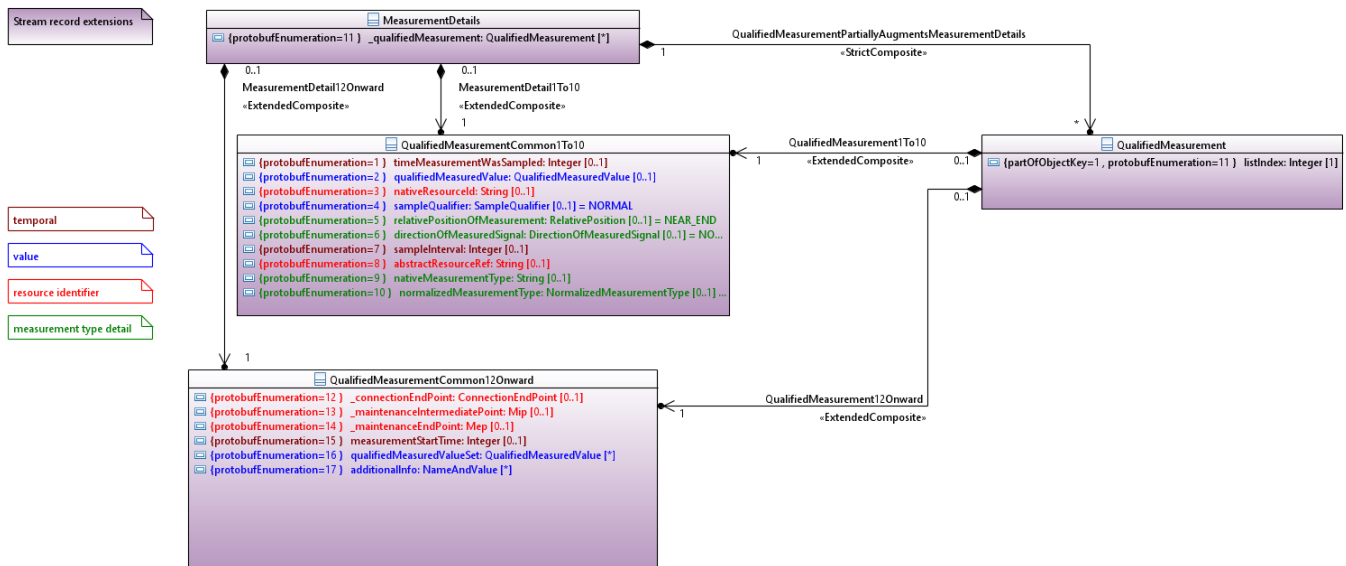 Stream record extensions
MeasurementDetails
{protobufEnumeration=11 } _qualifiedMeasurement: QualifiedMeasurement [*]
QualifiedMeasurementPartiallyAugmentsMeasurementDetails
1
«StrictComposite»
0..1
MeasurementDetail12Onward
«ExtendedComposite»
0..1
MeasurementDetail1To10
«ExtendedComposite»
1
*
QualifiedMeasurementCommon1To10
{protobufEnumeration=1 } timeMeasurementWasSampled: Integer [0..1]
{protobufEnumeration=2 } qualifiedMeasuredValue: QualifiedMeasuredValue [0..1]
{protobufEnumeration=3 } nativeResourceId: String [0..1]
{protobufEnumeration=4 } sampleQualifier: SampleQualifier [0..1] = NORMAL
{protobufEnumeration=5 } relativePositionOfMeasurement: RelativePosition [0..1] = NEAR_END
{protobufEnumeration=6 } directionOfMeasuredSignal: DirectionOfMeasuredSignal [0..1] = NO...
{protobufEnumeration=7 } sampleInterval: Integer [0..1]
{protobufEnumeration=8 } abstractResourceRef: String [0..1]
{protobufEnumeration=9 } nativeMeasurementType: String [0..1]
{protobufEnumeration=10 } normalizedMeasurementType: NormalizedMeasurementType [0..1] ...
QualifiedMeasurement1To10
1
0..1
«ExtendedComposite»
QualifiedMeasurement
{partOfObjectKey=1 , protobufEnumeration=11 } listIndex: Integer [1]
0..1
temporal
value
resource identifier
measurement type detail
1
QualifiedMeasurementCommon12Onward
{protobufEnumeration=12 } _connectionEndPoint: ConnectionEndPoint [0..1]
{protobufEnumeration=13 } _maintenanceIntermediatePoint: Mip [0..1]
{protobufEnumeration=14 } _maintenanceEndPoint: Mep [0..1]
{protobufEnumeration=15 } measurementStartTime: Integer [0..1]
{protobufEnumeration=16 } qualifiedMeasuredValueSet: QualifiedMeasuredValue [*]
{protobufEnumeration=17 } additionalInfo: NameAndValue [*]
QualifiedMeasurement12Onward
1
«ExtendedComposite»